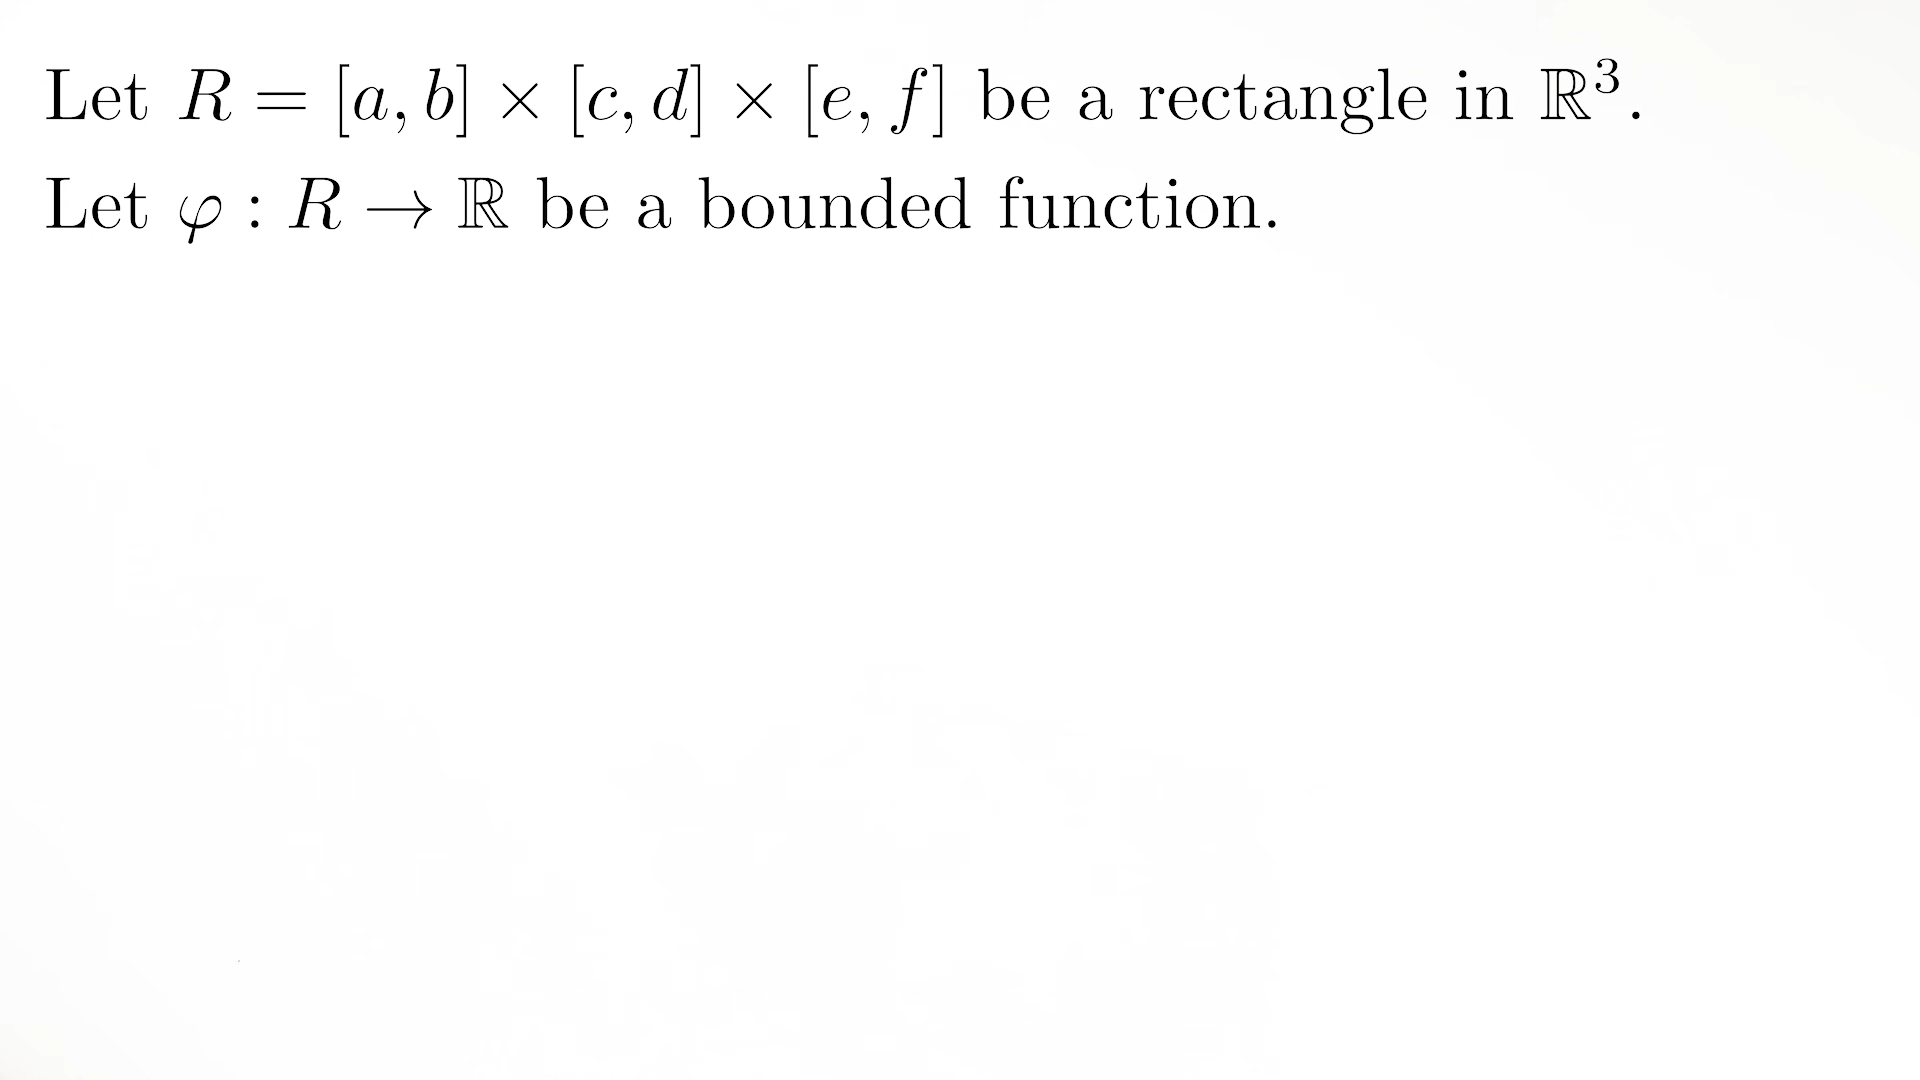 Let R = [a, b] × [c, d] × [e, f] be a rectangle in ℝ³.
Let φ : R → ℝ be a bounded function.